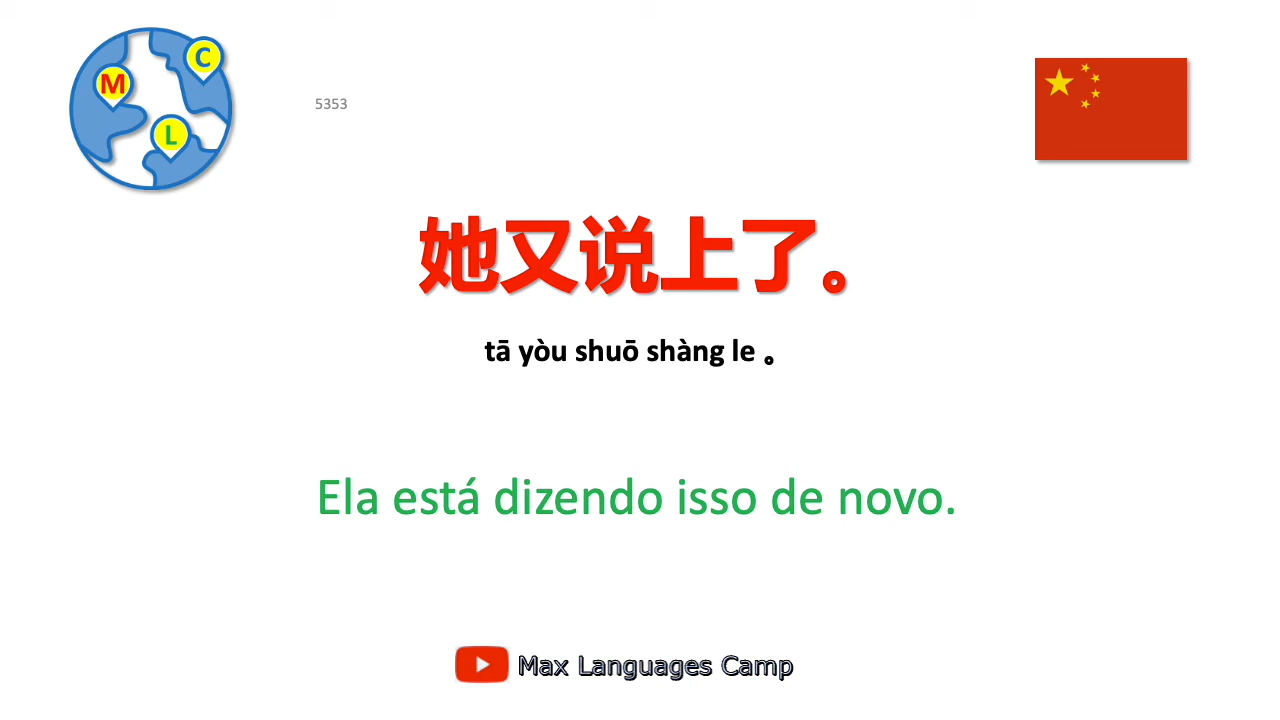 C
M
L
5353
她又说上了。
tā yòu shuō shàng le 。
Ela está dizendo isso de novo.
Max Languages Camp